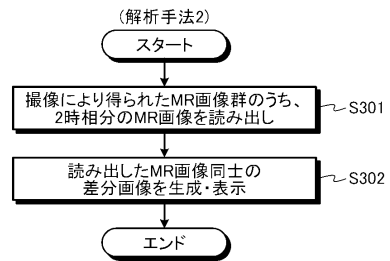 (解析手法2)
スタート
撮像により得られたMR画像群のうち、
2時相分のMR画像を読み出し
S301
読み出したMR画像同士の
差分画像を生成・表示
S302
エンド